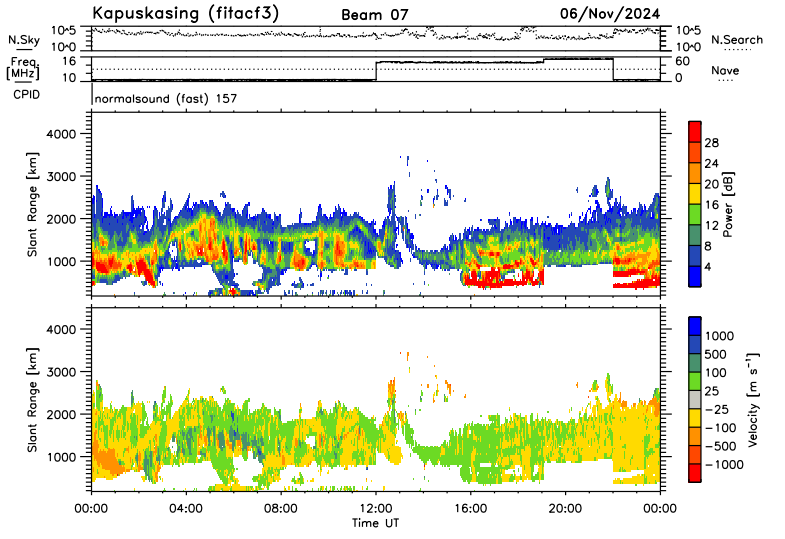 Kapuskasing (fitacf3)
Beam 07
06/Nov/2024
N.Sky
10^5
10^0
10^5
10^0
N.Search
Freq.
[MHz]
16
10
60
0
Nave
CPID
normalsound (fast) 157
Slant Range [km]
4000
3000
2000
1000
28
24
20
16
12
8
4
Power [dB]
Slant Range [km]
4000
3000
2000
1000
1000
500
100
25
-25
-100
-500
-1000
Velocity [m s⁻¹]
00:00
04:00
08:00
12:00
16:00
20:00
00:00
Time UT